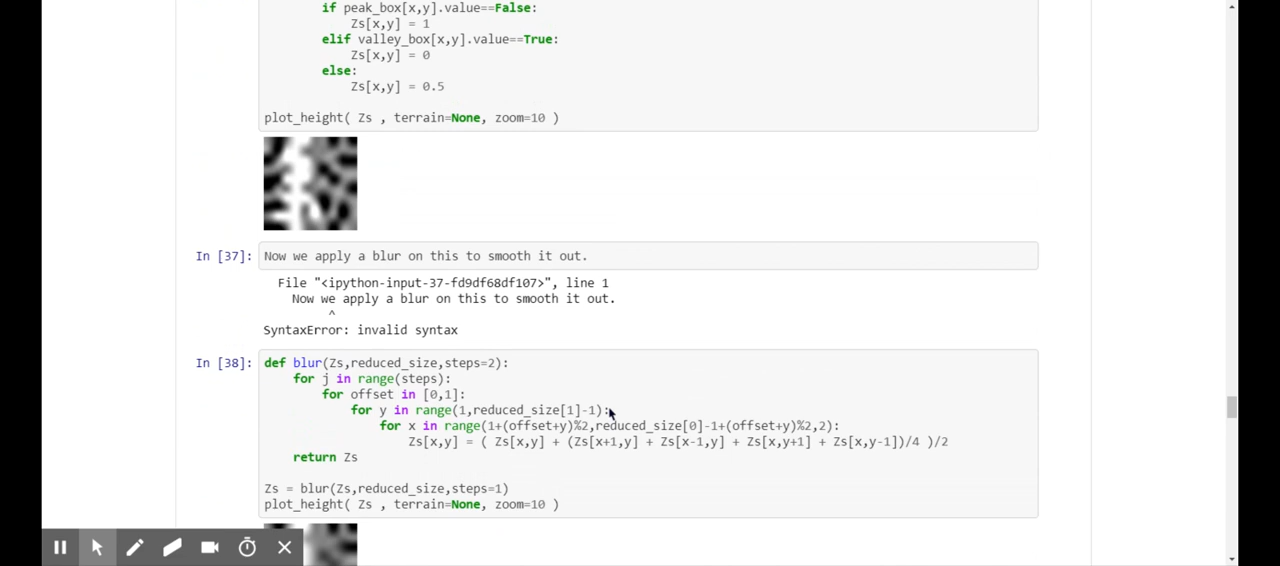 if peak_box[x,y].value==False:
Zs[x,y] = 1
elif valley_box[x,y].value==True:
Zs[x,y] = 0
else:
Zs[x,y] = 0.5
plot_height( Zs , terrain=None, zoom=10 )
In [37]: Now we apply a blur on this to smooth it out.
File "<ipython-input-37-fd9df68df107>", line 1
Now we apply a blur on this to smooth it out.
^
SyntaxError: invalid syntax
In [38]: def blur(Zs,reduced_size,steps=2):
for j in range(steps):
for offset in [0,1]:
for y in range(1,reduced_size[1]-1):
for x in range(1+(offset+y)%2,reduced_size[0]-1+(offset+y)%2,2):
Zs[x,y] = ( Zs[x,y] + (Zs[x+1,y] + Zs[x-1,y] + Zs[x,y+1] + Zs[x,y-1])/4 )/2
return Zs
Zs = blur(Zs,reduced_size,steps=1)
plot_height( Zs , terrain=None, zoom=10 )